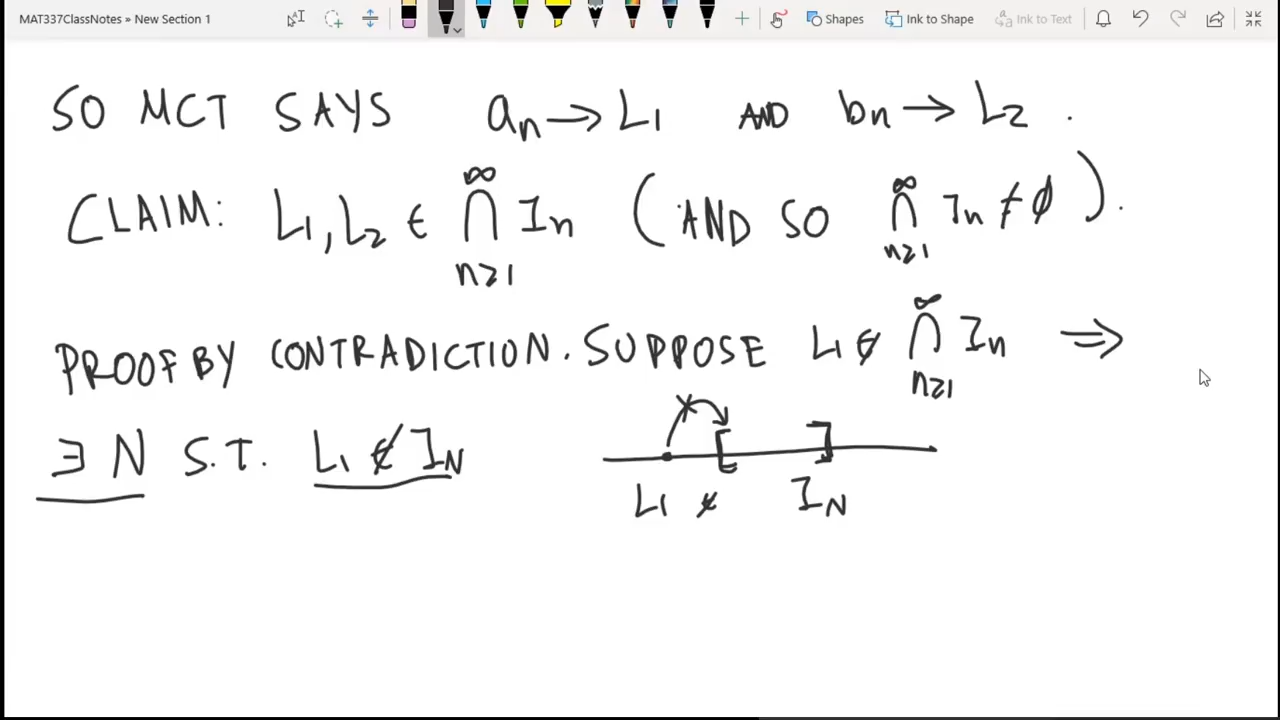 MAT337ClassNotes » New Section 1 Shapes Ink to Shape Ink to Text
SO MCT SAYS aₙ → L₁ AND bₙ → L₂ .
CLAIM: L₁, L₂ ∈ ⋂_{n≥1}^{∞} Iₙ (AND SO ⋂_{n≥1}^{∞} Iₙ ≠ ∅).
PROOF BY CONTRADICTION. SUPPOSE L₁ ∉ ⋂_{n≥1}^{∞} Iₙ ⇒
∃ N S.T. L₁ ∉ I_N [ ]
L₁ ∉ I_N